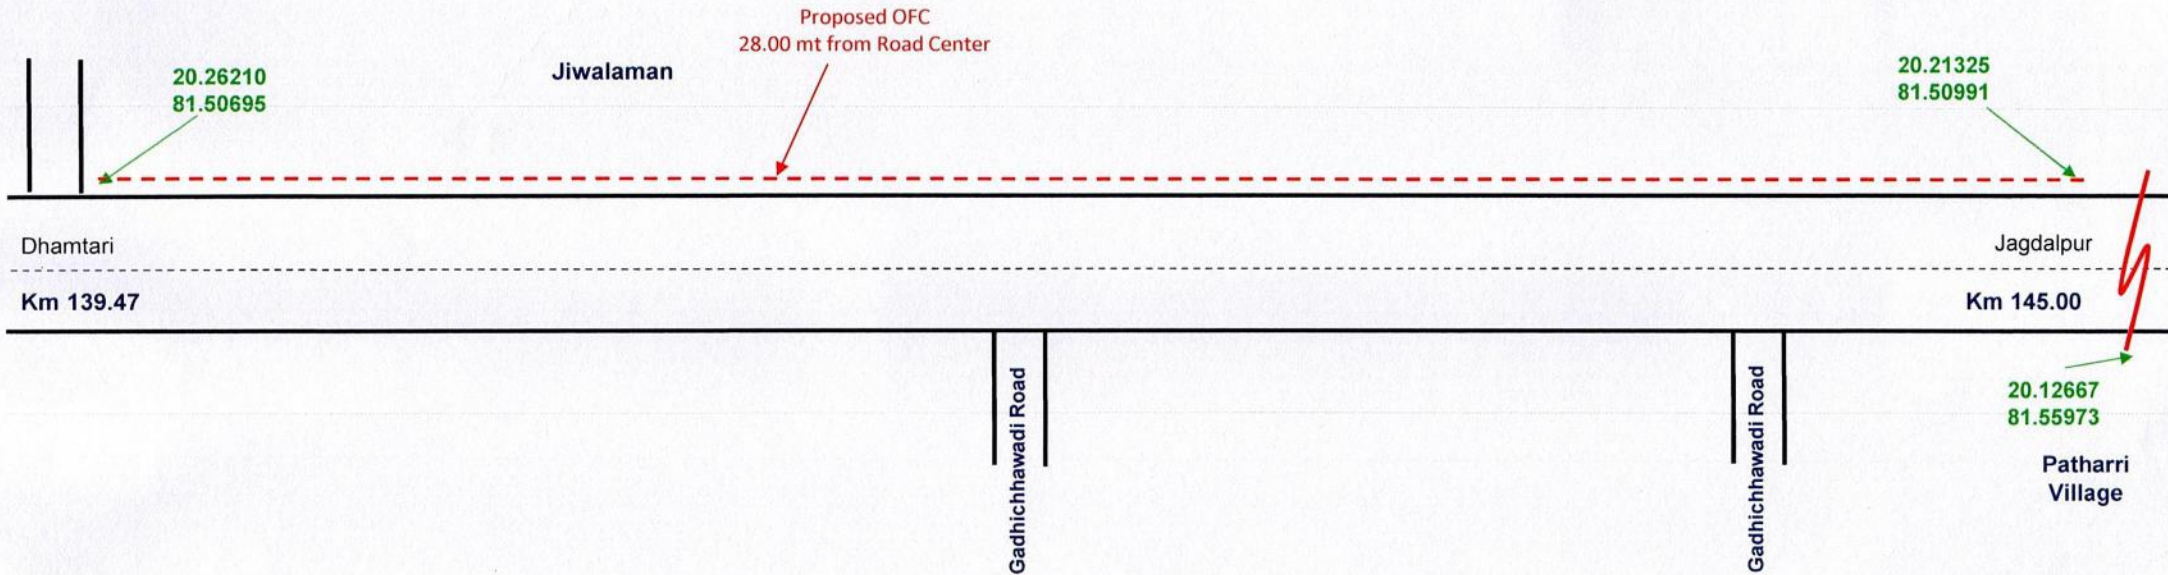 Proposed OFC
28.00 mt from Road Center
20.26210
81.50695
Jiwalaman
20.21325
81.50991
Dhamtari
Jagdalpur
Km 139.47
Km 145.00
Gadhichhawadi Road
Gadhichhawadi Road
20.12667
81.55973
Patharri
Village